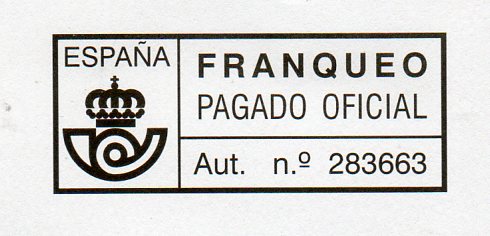 ESPAÑA
FRANQUEO
PAGADO OFICIAL
Aut. n.º 283663